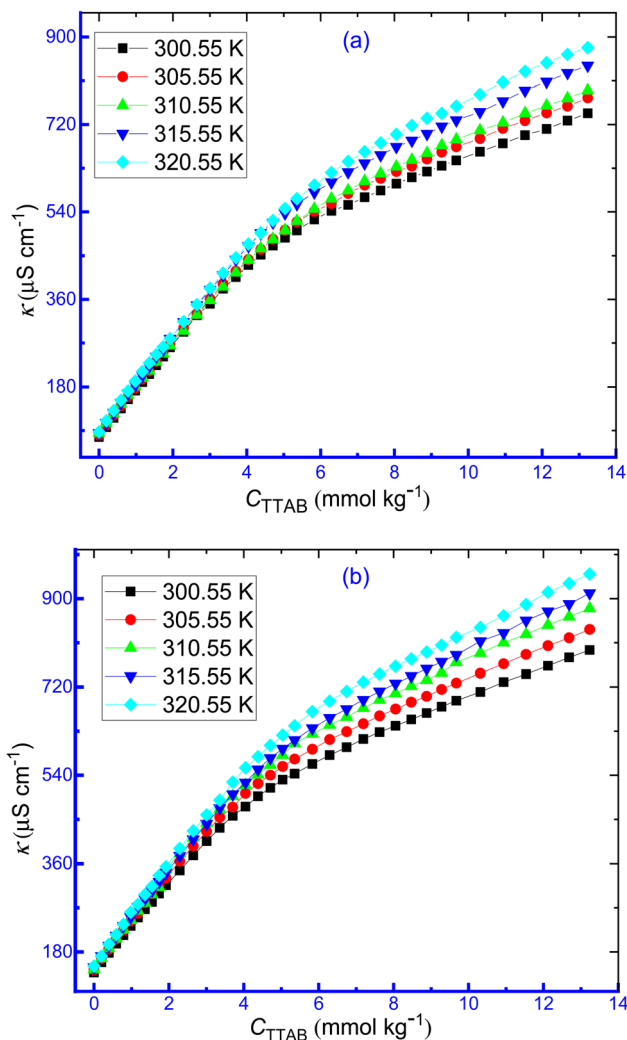 (a)
300.55 K
305.55 K
310.55 K
315.55 K
320.55 K
900
720
540
360
180
κ (μS cm⁻¹)
0 2 4 6 8 10 12 14
C_TTAB (mmol kg⁻¹)
(b)
300.55 K
305.55 K
310.55 K
315.55 K
320.55 K
900
720
540
360
180
κ (μS cm⁻¹)
0 2 4 6 8 10 12 14
C_TTAB (mmol kg⁻¹)